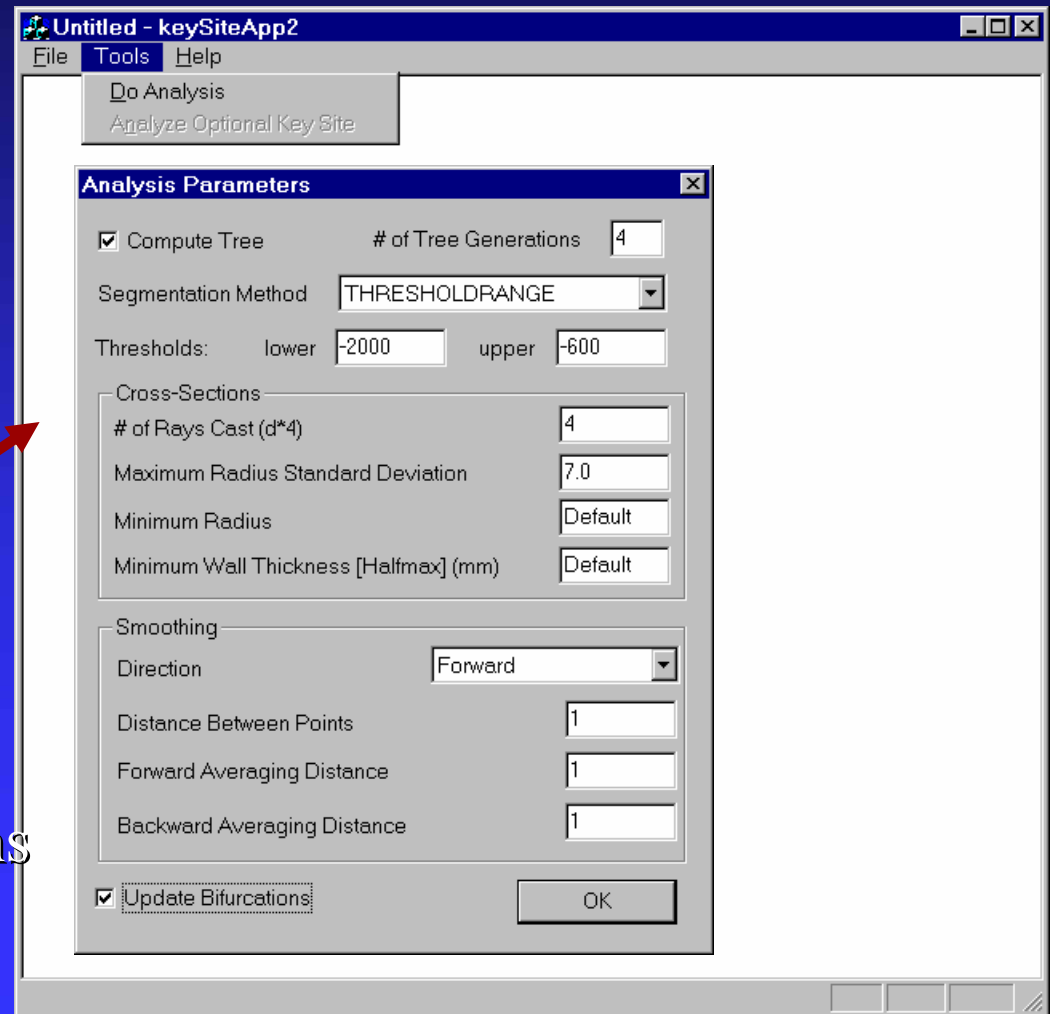 Untitled - keySiteApp2
File Tools Help
Do Analysis
Analyze Optional Key Site
Analysis Parameters
Compute Tree # of Tree Generations 4
Segmentation Method THRESHOLDRANGE
Thresholds: lower -2000 upper -600
Cross-Sections
# of Rays Cast (d*4) 4
Maximum Radius Standard Deviation 7.0
Minimum Radius Default
Minimum Wall Thickness [Halfmax] (mm) Default
Smoothing
Direction Forward
Distance Between Points 1
Forward Averaging Distance 1
Backward Averaging Distance 1
Update Bifurcations OK